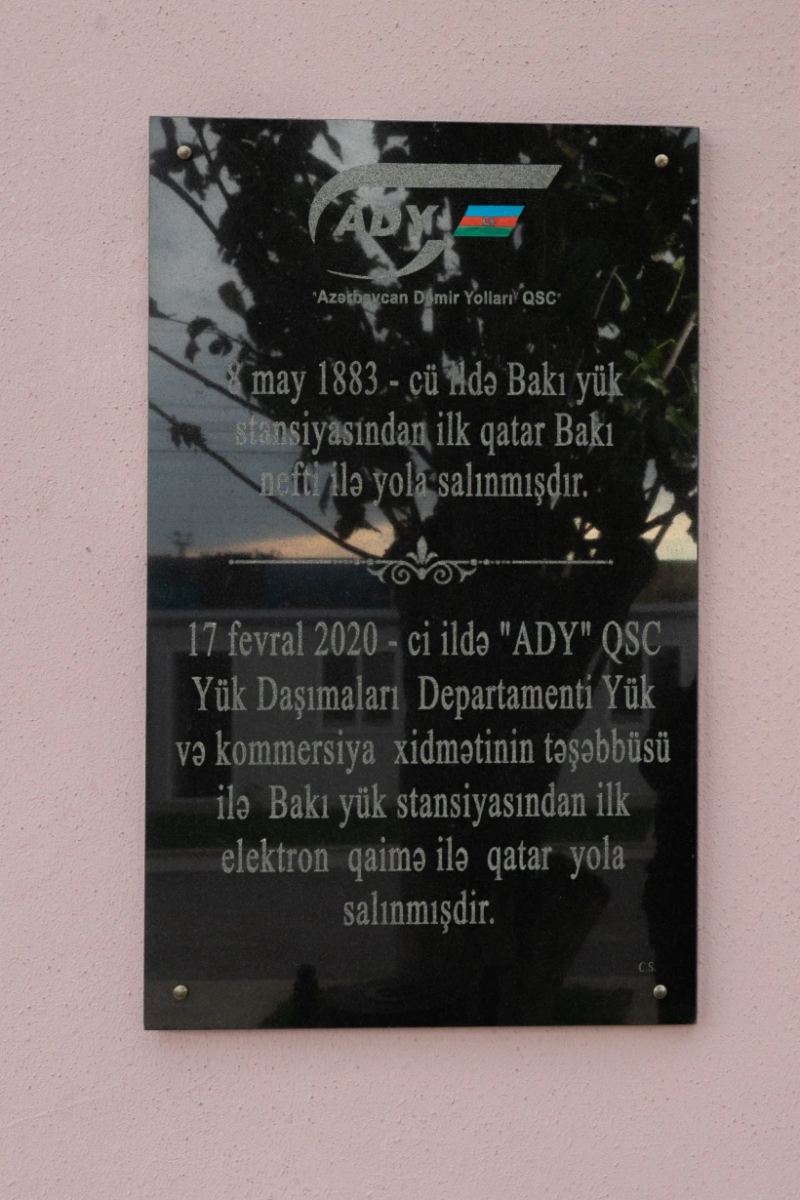 ADY
"Azərbaycan Dəmir Yolları" QSC"
8 may 1883 - cü ildə Bakı yük
stansiyasından ilk qatar Bakı
nefti ilə yola salınmışdır.
17 fevral 2020 - ci ildə "ADY" QSC
Yük Daşımaları Departamenti Yük
və kommersiya xidmətinin təşəbbüsü
ilə Bakı yük stansiyasından ilk
elektron qaimə ilə qatar yola
salınmışdir.
C.S.